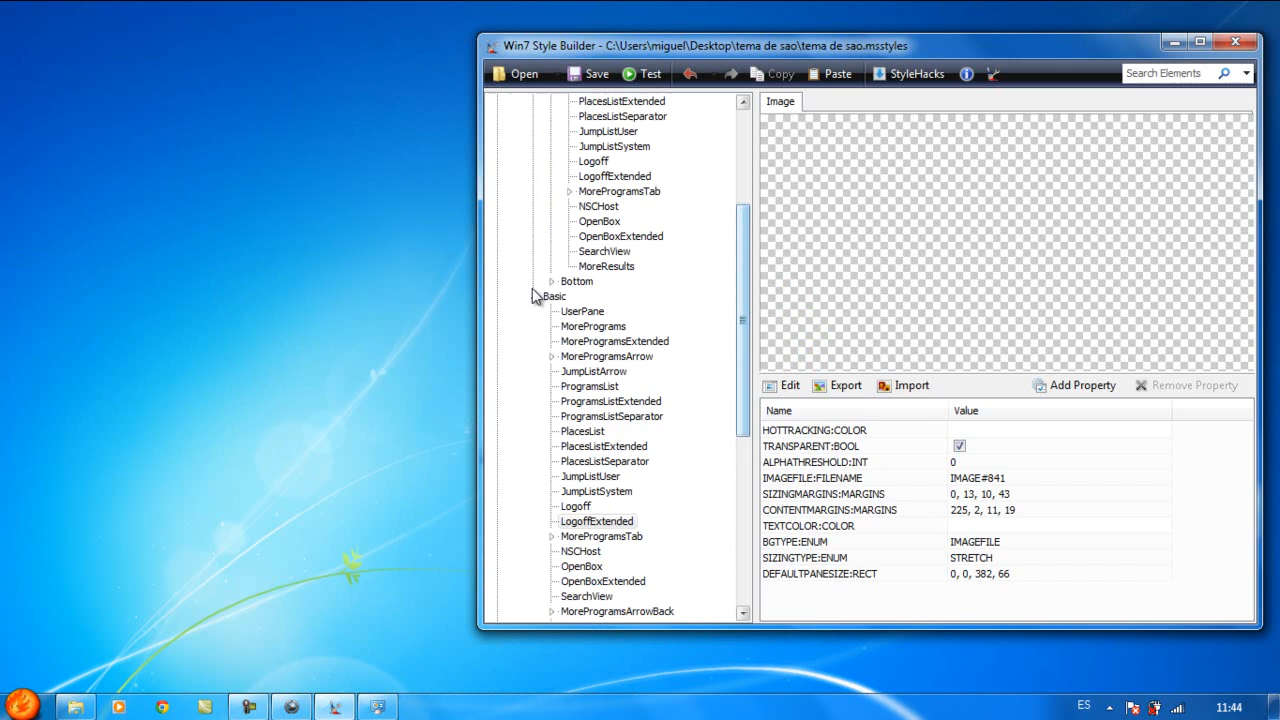 Win7 Style Builder - C:\Users\miguel\Desktop\tema de sao\tema de sao.msstyles
Open Save Test Copy Paste StyleHacks Search Elements
PlacesListExtended
PlacesListSeparator
JumpListUser
JumpListSystem
Logoff
LogoffExtended
MoreProgramsTab
NSCHost
OpenBox
OpenBoxExtended
SearchView
MoreResults
Bottom
Basic
UserPane
MorePrograms
MoreProgramsExtended
MoreProgramsArrow
JumpListArrow
ProgramsList
ProgramsListExtended
ProgramsListSeparator
PlacesList
PlacesListExtended
PlacesListSeparator
JumpListUser
JumpListSystem
Logoff
LogoffExtended
MoreProgramsTab
NSCHost
OpenBox
OpenBoxExtended
SearchView
MoreProgramsArrowBack
Image
Edit Export Import Add Property Remove Property
Name Value
HOTTRACKING:COLOR
TRANSPARENT:BOOL
ALPHATHRESHOLD:INT 0
IMAGEFILE:FILENAME IMAGE#841
SIZINGMARGINS:MARGINS 0, 13, 10, 43
CONTENTMARGINS:MARGINS 225, 2, 11, 19
TEXTCOLOR:COLOR
BGTYPE:ENUM IMAGEFILE
SIZINGTYPE:ENUM STRETCH
DEFAULTPANESIZE:RECT 0, 0, 382, 66
ES 11:44